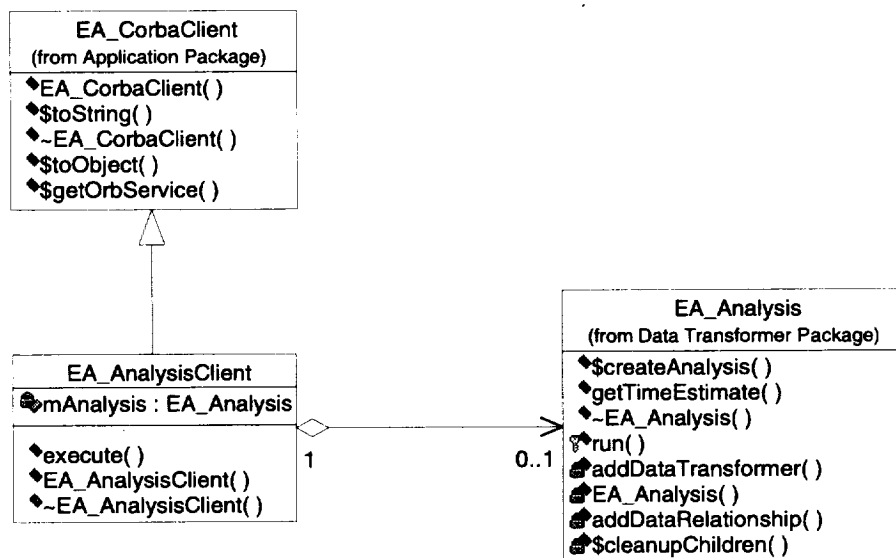 EA_CorbaClient
(from Application Package)
EA_CorbaClient( )
$toString( )
~EA_CorbaClient( )
$toObject( )
$getOrbService( )
EA_AnalysisClient
mAnalysis : EA_Analysis
execute( )
EA_AnalysisClient( )
~EA_AnalysisClient( )
1
0..1
EA_Analysis
(from Data Transformer Package)
$createAnalysis( )
getTimeEstimate( )
~EA_Analysis( )
run( )
addDataTransformer( )
EA_Analysis( )
addDataRelationship( )
$cleanupChildren( )